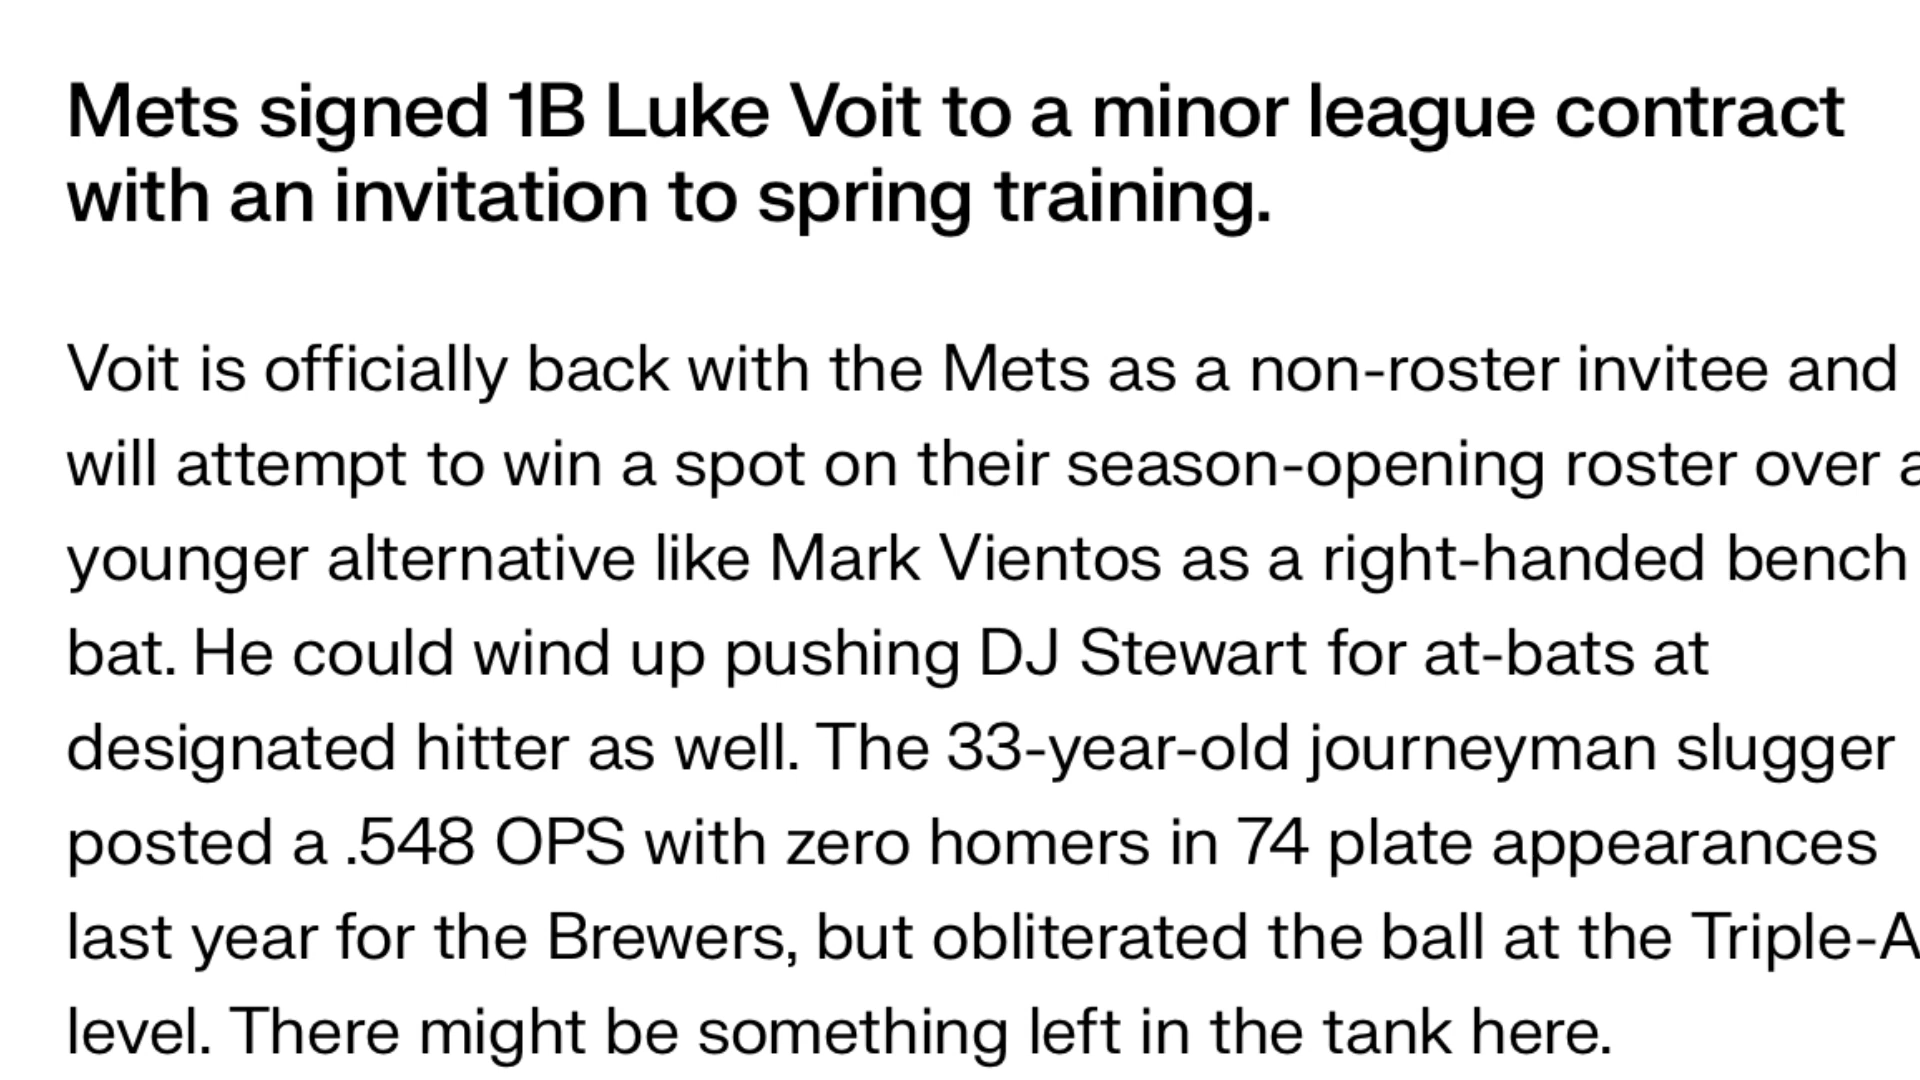 Mets signed 1B Luke Voit to a minor league contract
with an invitation to spring training.
Voit is officially back with the Mets as a non-roster invitee and
will attempt to win a spot on their season-opening roster over a
younger alternative like Mark Vientos as a right-handed bench
bat. He could wind up pushing DJ Stewart for at-bats at
designated hitter as well. The 33-year-old journeyman slugger
posted a .548 OPS with zero homers in 74 plate appearances
last year for the Brewers, but obliterated the ball at the Triple-A
level. There might be something left in the tank here.